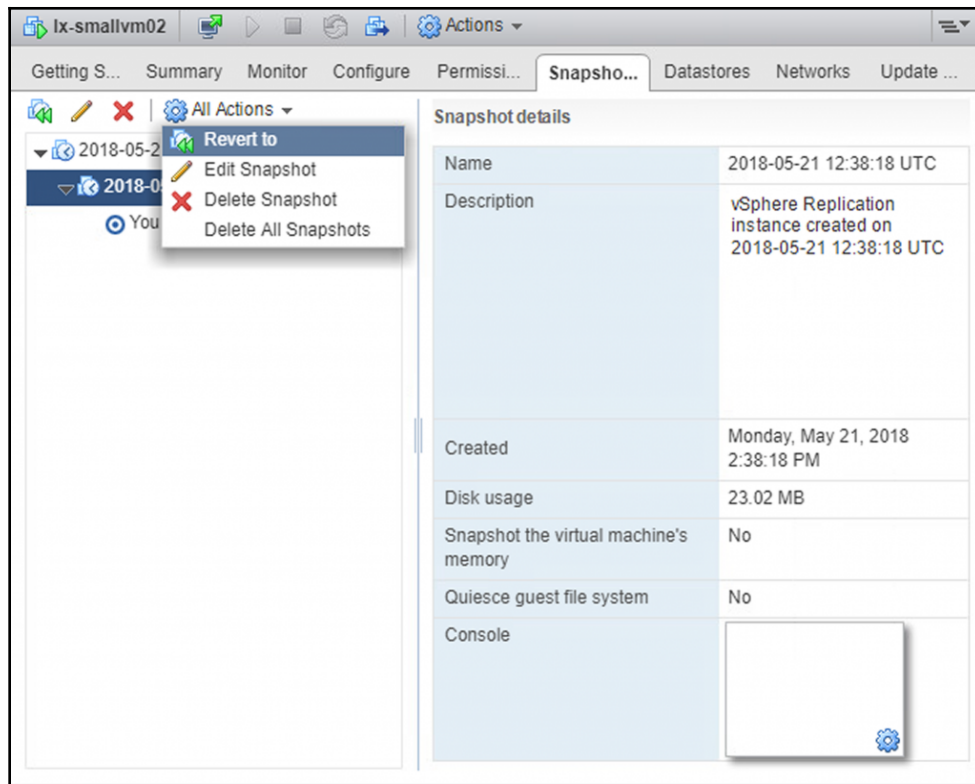 lx-smallvm02 Actions
Getting S... Summary Monitor Configure Permissi... Snapsho... Datastores Networks Update ...
All Actions
Snapshot details
Revert to
Edit Snapshot
Delete Snapshot
Delete All Snapshots
2018-05-2
2018-0
You
Name 2018-05-21 12:38:18 UTC
Description vSphere Replication
instance created on
2018-05-21 12:38:18 UTC
Created Monday, May 21, 2018
2:38:18 PM
Disk usage 23.02 MB
Snapshot the virtual machine's No
memory
Quiesce guest file system No
Console